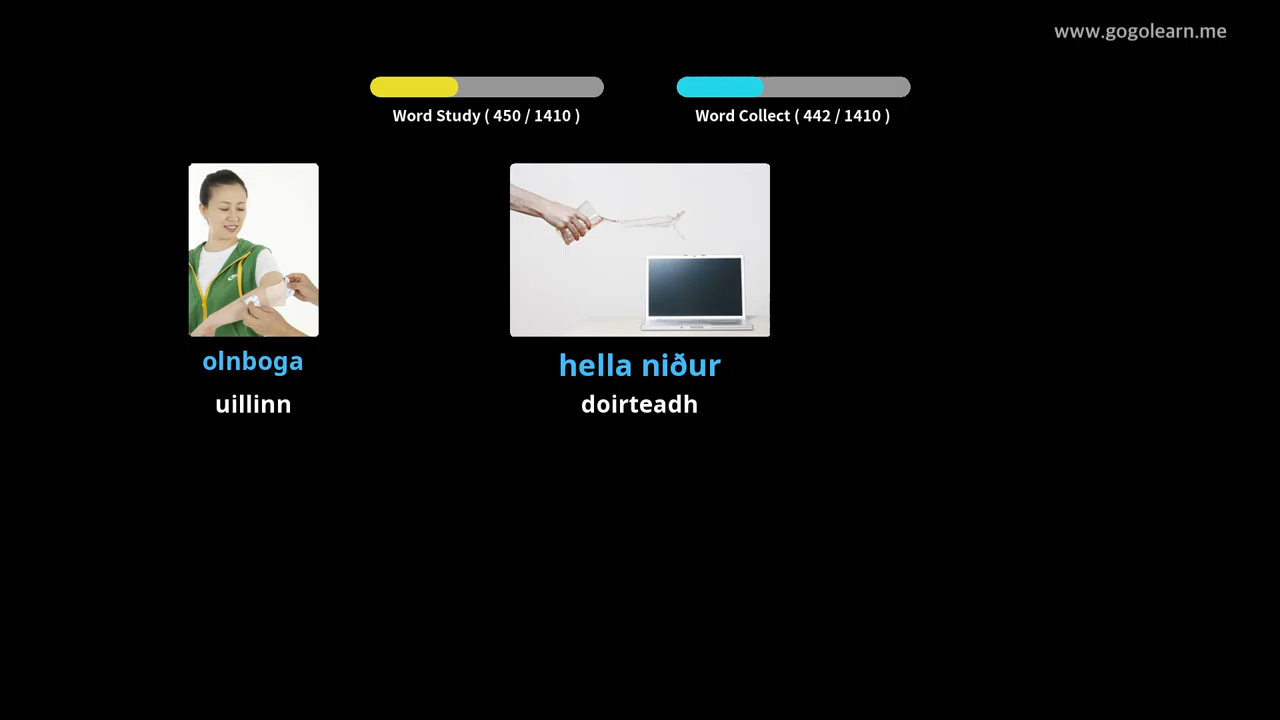 www.gogolearn.me
Word Study ( 450 / 1410 )
Word Collect ( 442 / 1410 )
olnboga
uillinn
hella niður
doirteadh